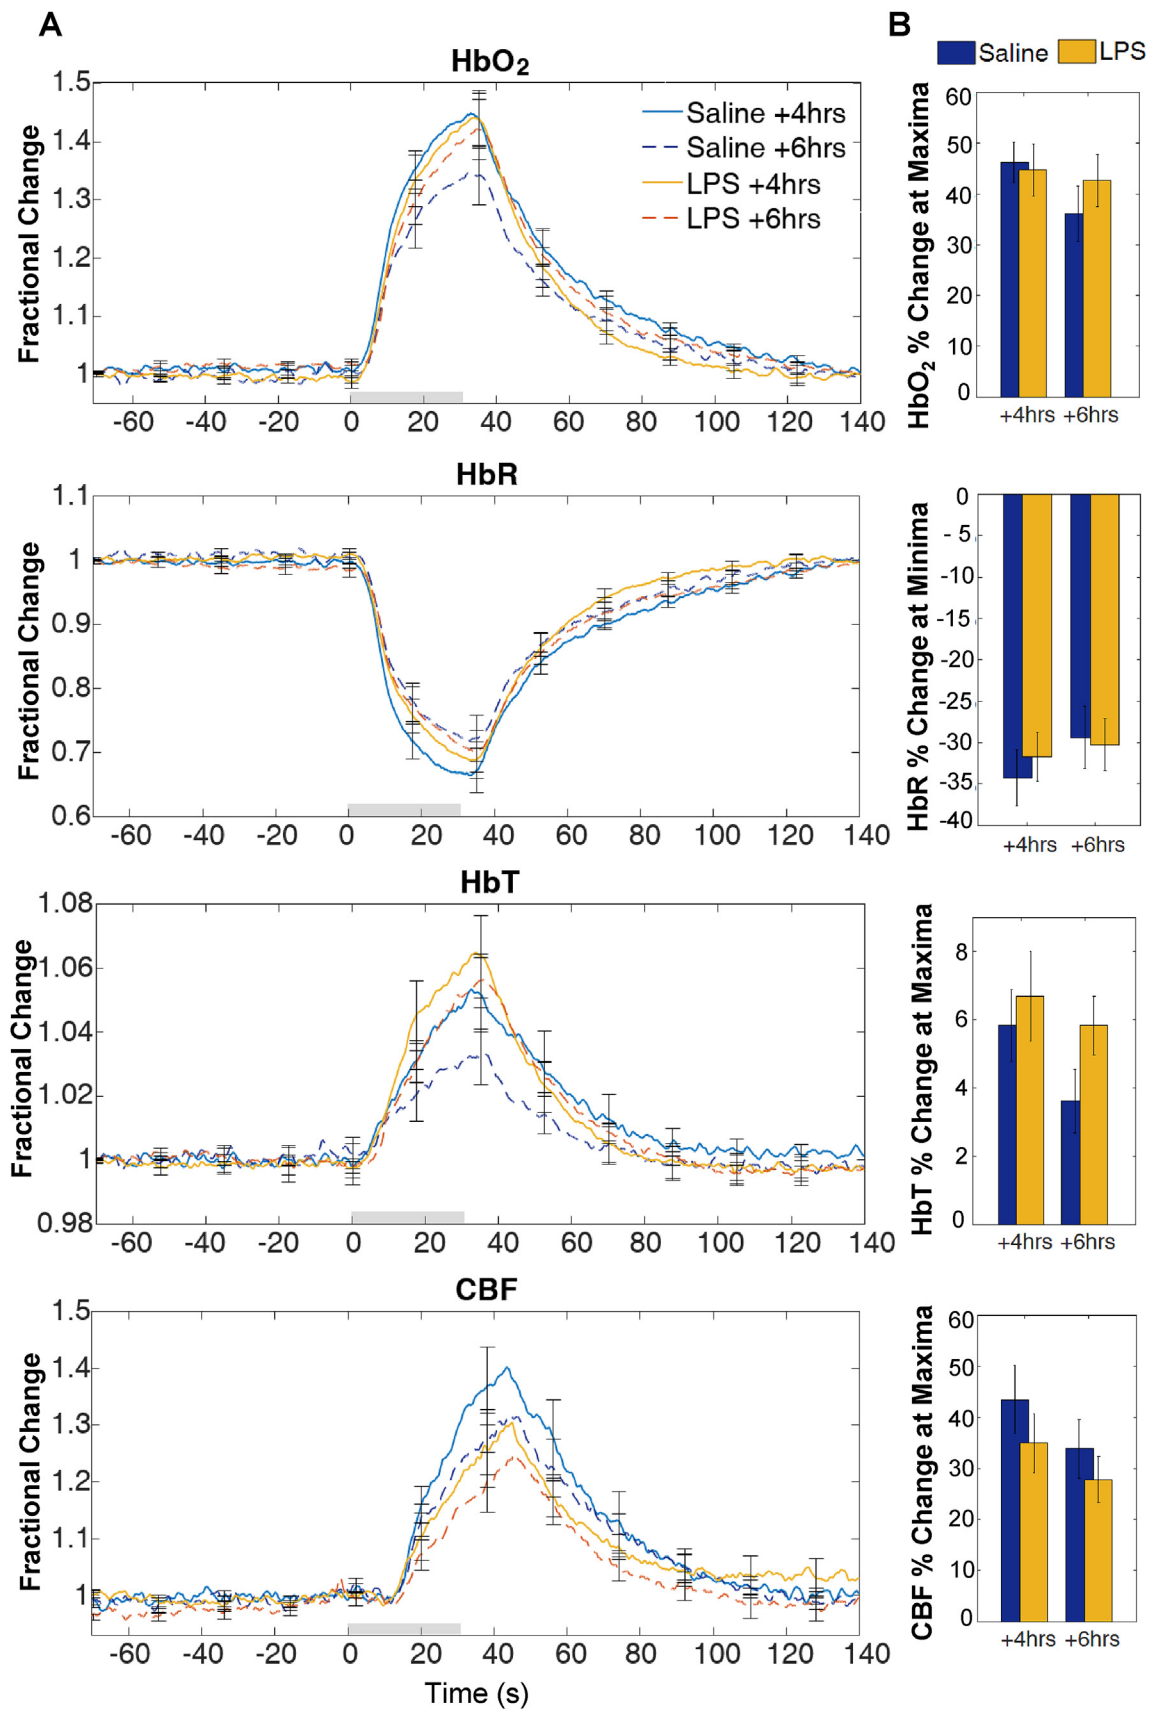 A
B
Saline LPS
HbO2
Fractional Change
1.5
1.4
1.3
1.2
1.1
1
Saline +4hrs
Saline +6hrs
LPS +4hrs
LPS +6hrs
-60 -40 -20 0 20 40 60 80 100 120 140
HbO2 % Change at Maxima
60
50
40
30
20
10
0
+4hrs +6hrs
HbR
Fractional Change
1.1
1
0.9
0.8
0.7
0.6
-60 -40 -20 0 20 40 60 80 100 120 140
HbR % Change at Minima
0
-5
-10
-15
-20
-25
-30
-35
-40
+4hrs +6hrs
HbT
Fractional Change
1.08
1.06
1.04
1.02
1
0.98
-60 -40 -20 0 20 40 60 80 100 120 140
HbT % Change at Maxima
8
6
4
2
0
+4hrs +6hrs
CBF
Fractional Change
1.5
1.4
1.3
1.2
1.1
1
-60 -40 -20 0 20 40 60 80 100 120 140
Time (s)
CBF % Change at Maxima
60
50
40
30
20
10
0
+4hrs +6hrs